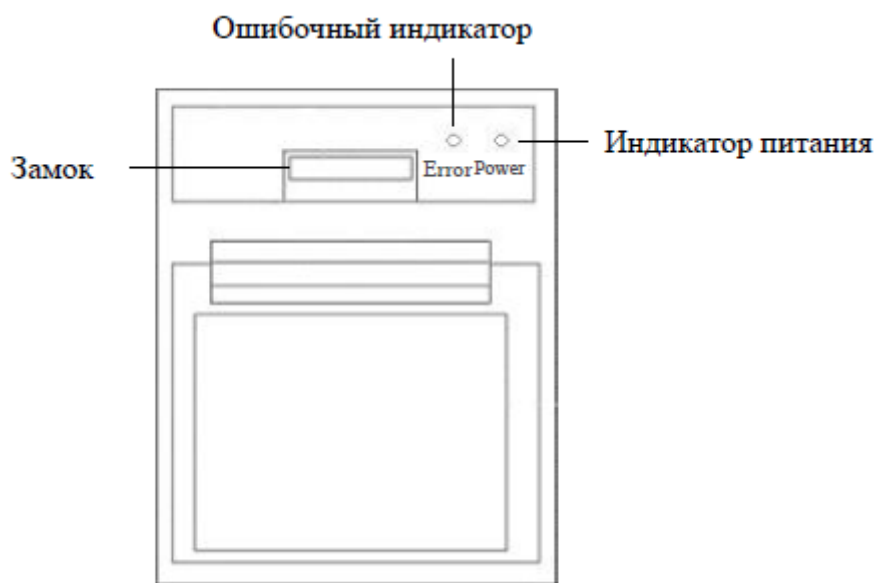 Ошибочный индикатор
Индикатор питания
Замок
Error Power